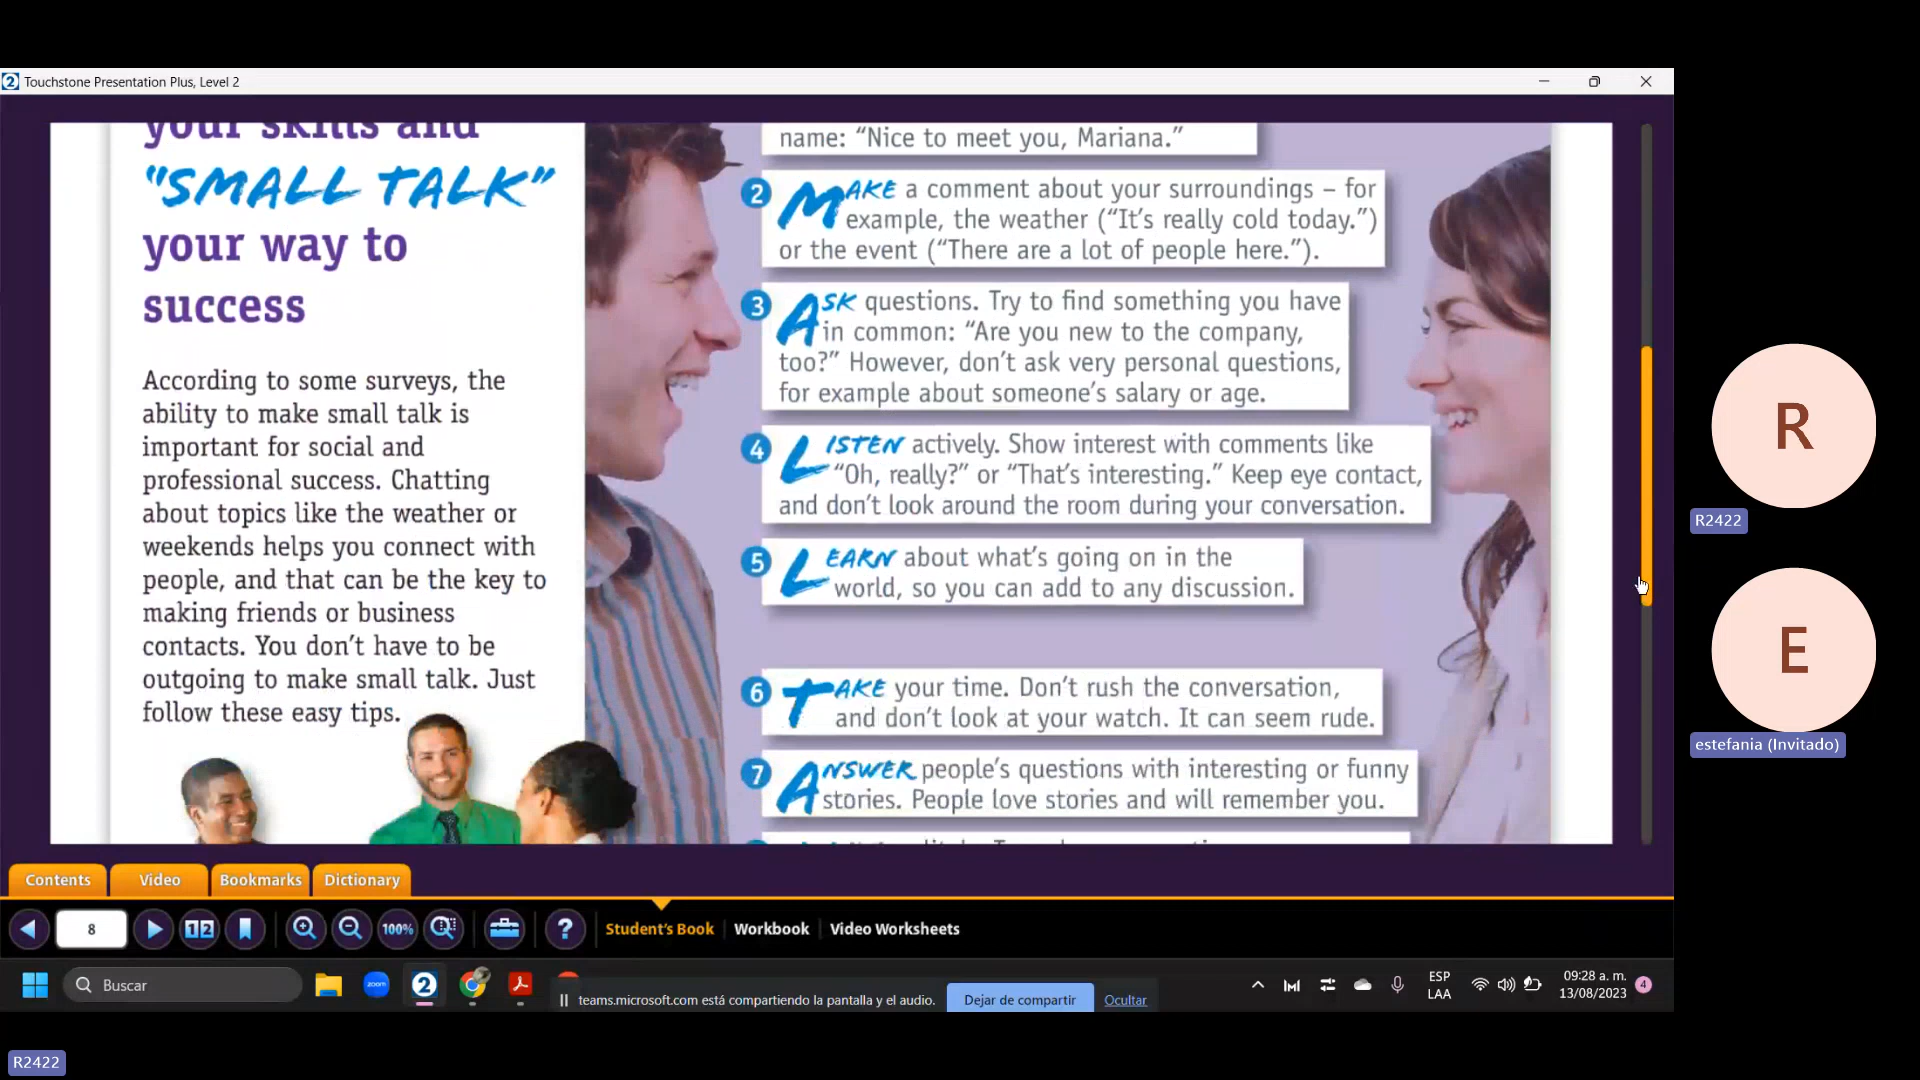 Touchstone Presentation Plus, Level 2
your skills and
"SMALL TALK"
your way to
success
According to some surveys, the
ability to make small talk is
important for social and
professional success. Chatting
about topics like the weather or
weekends helps you connect with
people, and that can be the key to
making friends or business
contacts. You don't have to be
outgoing to make small talk. Just
follow these easy tips.
name: "Nice to meet you, Mariana."
2 MAKE a comment about your surroundings – for
example, the weather ("It's really cold today.")
or the event ("There are a lot of people here.").
3 ASK questions. Try to find something you have
in common: "Are you new to the company,
too?" However, don't ask very personal questions,
for example about someone's salary or age.
4 LISTEN actively. Show interest with comments like
"Oh, really?" or "That's interesting." Keep eye contact,
and don't look around the room during your conversation.
5 LEARN about what's going on in the
world, so you can add to any discussion.
6 TAKE your time. Don't rush the conversation,
and don't look at your watch. It can seem rude.
7 ANSWER people's questions with interesting or funny
stories. People love stories and will remember you.
R
R2422
E
estefania (Invitado)
Contents Video Bookmarks Dictionary
8 12 100% ? Student's Book Workbook Video Worksheets
Buscar
zoom
2
teams.microsoft.com está compartiendo la pantalla y el audio. Dejar de compartir Ocultar
ESP
LAA
09:28 a. m.
13/08/2023
4
R2422